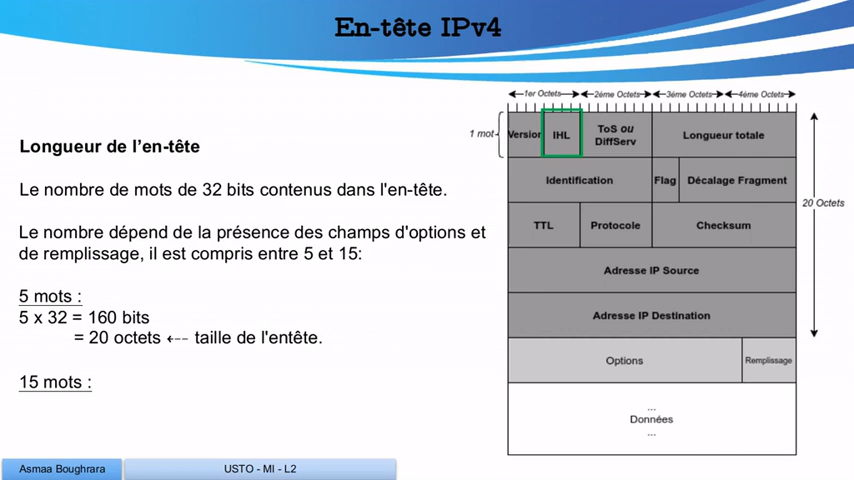 En-tête IPv4
Longueur de l'en-tête
Le nombre de mots de 32 bits contenus dans l'en-tête.
Le nombre dépend de la présence des champs d'options et
de remplissage, il est compris entre 5 et 15:
5 mots :
5 x 32 = 160 bits
= 20 octets ←-- taille de l'entête.
15 mots :
1er Octets 2éme Octets 3éme Octets 4éme Octets
1 mot
Version IHL ToS ou DiffServ Longueur totale
Identification Flag Décalage Fragment
20 Octets
TTL Protocole Checksum
Adresse IP Source
Adresse IP Destination
Options Remplissage
...
Données
...
Asmaa Boughrara USTO - MI - L2